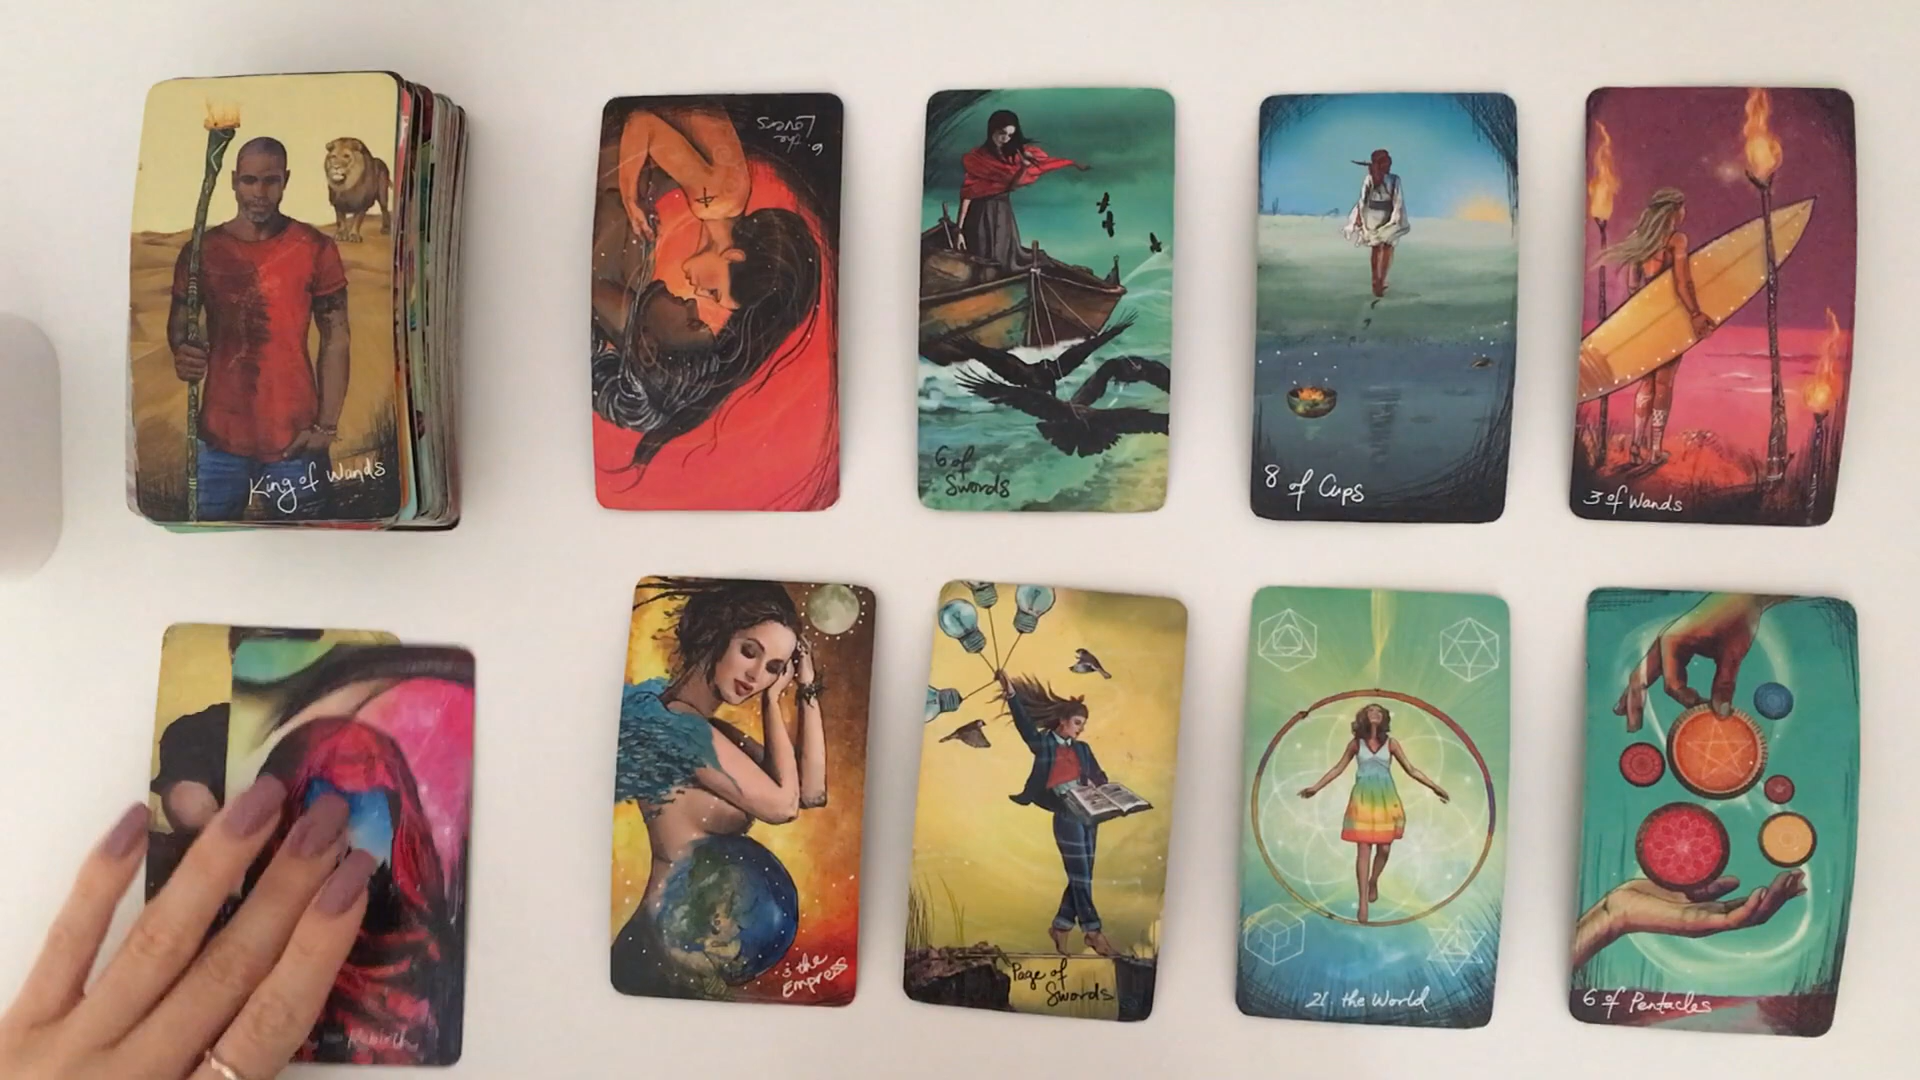 King of Wands
6. the
Lovers
6 of
Swords
8 of Cups
3 of Wands
3 the
Empress
Page of
Swords
21. the World
6 of Pentacles